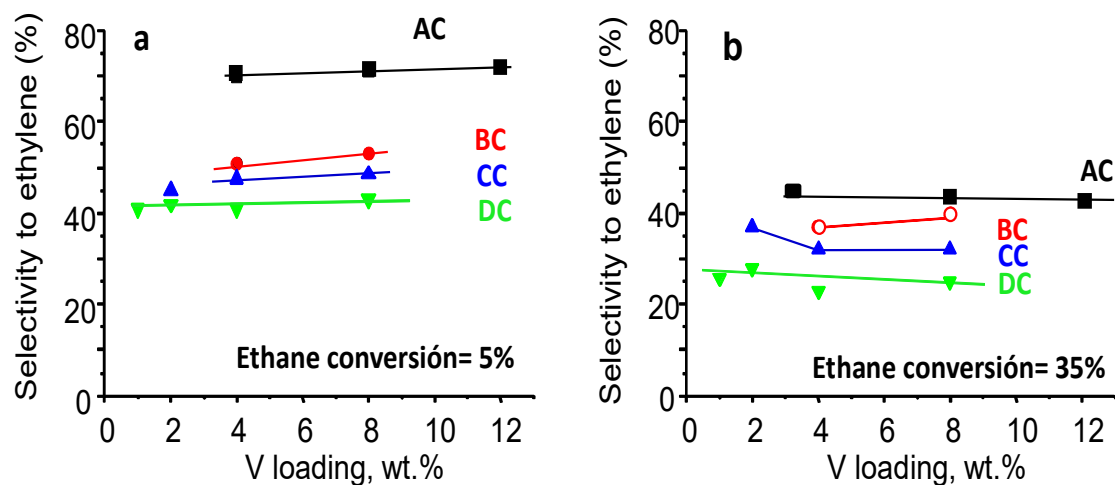 Selectivity to ethylene (%)
80
60
40
20
0
a
AC
BC
CC
DC
Ethane conversión= 5%
0 2 4 6 8 10 12
V loading, wt.%
Selectivity to ethylene (%)
80
60
40
20
0
b
AC
BC
CC
DC
Ethane conversión= 35%
0 2 4 6 8 10 12
V loading, wt.%